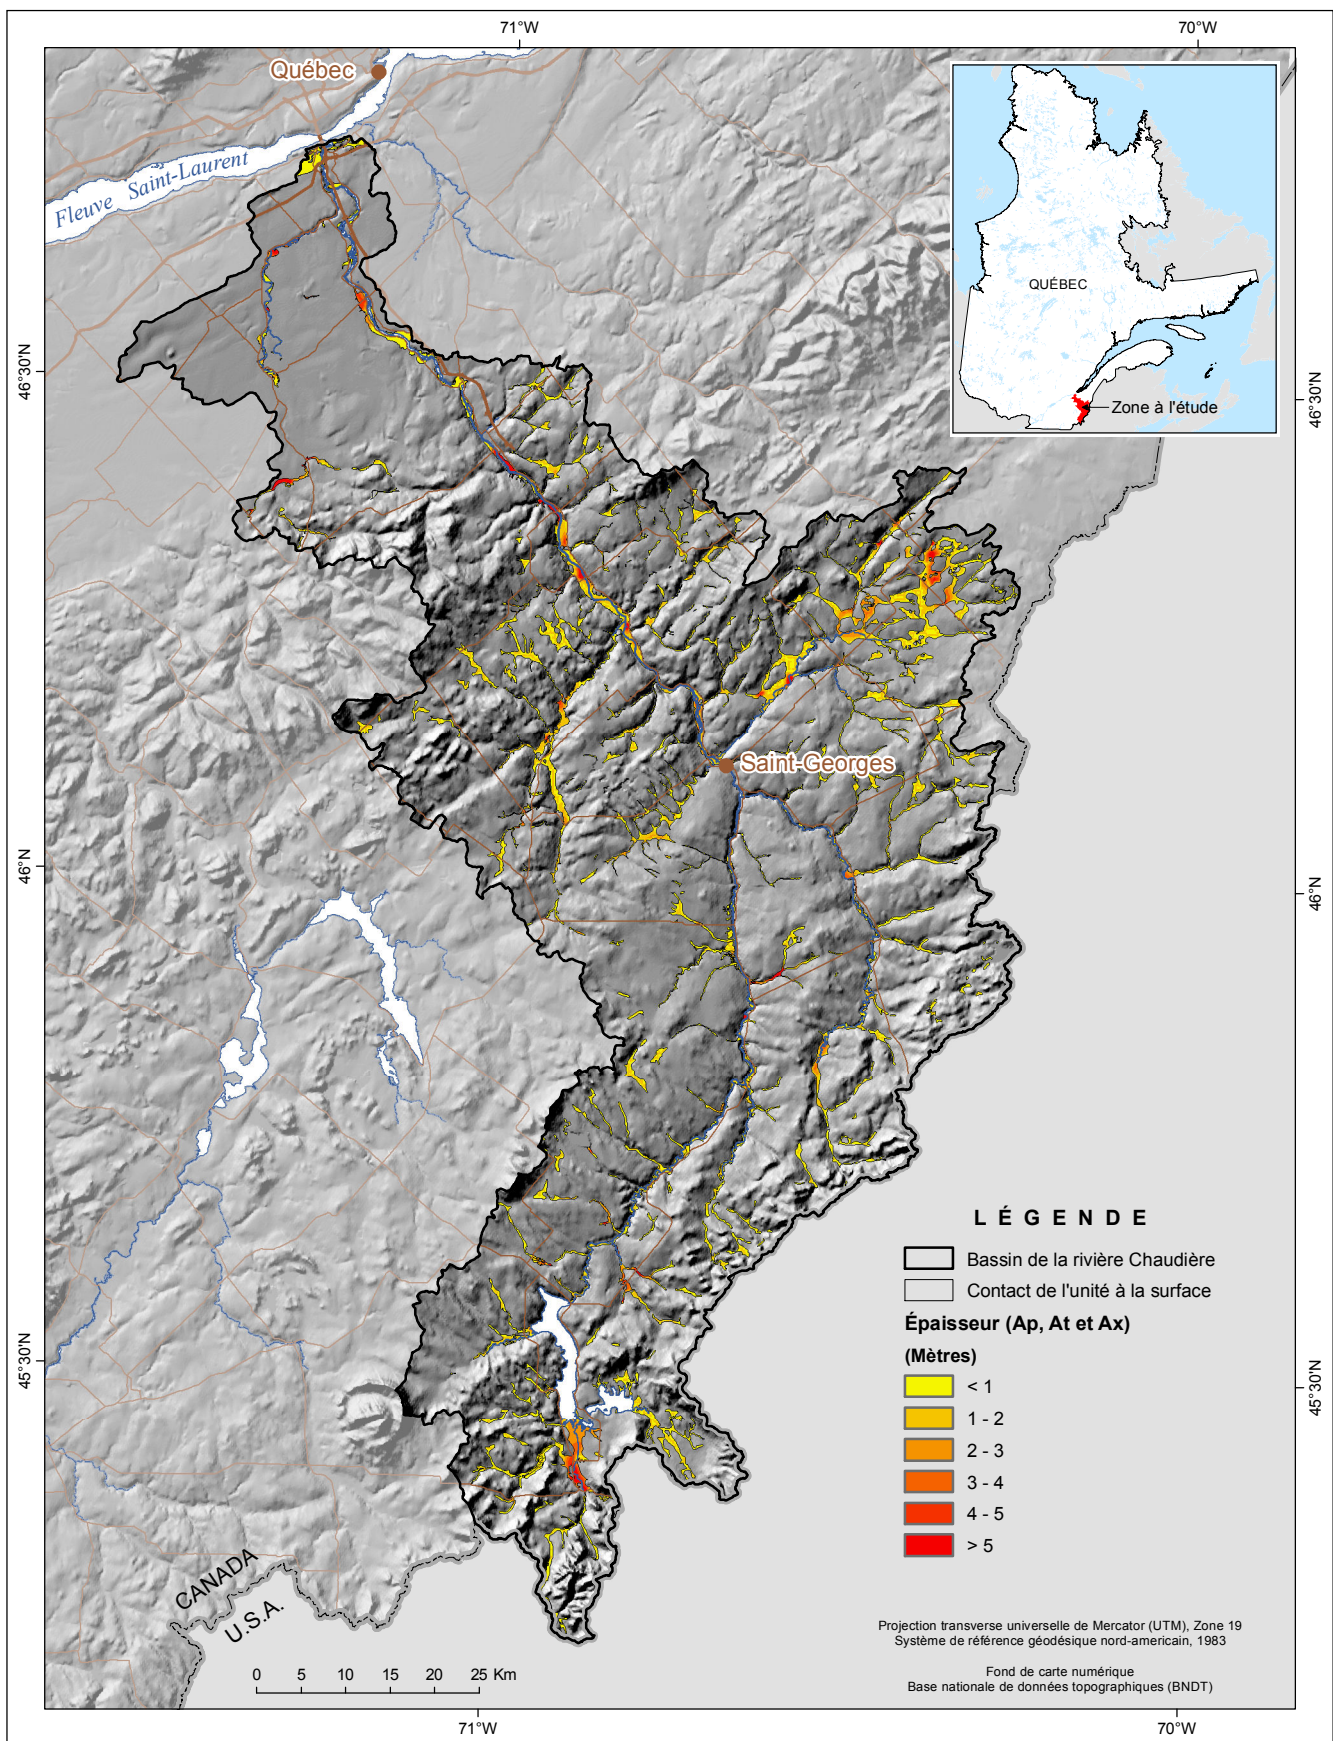 71°W
70°W
Québec
Fleuve Saint-Laurent
QUÉBEC
Zone à l'étude
46°30'N
46°30'N
Saint-Georges
46°N
46°N
LÉGENDE
Bassin de la rivière Chaudière
Contact de l'unité à la surface
Épaisseur (Ap, At et Ax)
(Mètres)
< 1
1 - 2
2 - 3
3 - 4
4 - 5
> 5
45°30'N
45°30'N
CANADA
U.S.A.
Projection transverse universelle de Mercator (UTM), Zone 19
Système de référence géodésique nord-americain, 1983
Fond de carte numérique
Base nationale de données topographiques (BNDT)
0 5 10 15 20 25 Km
71°W
70°W